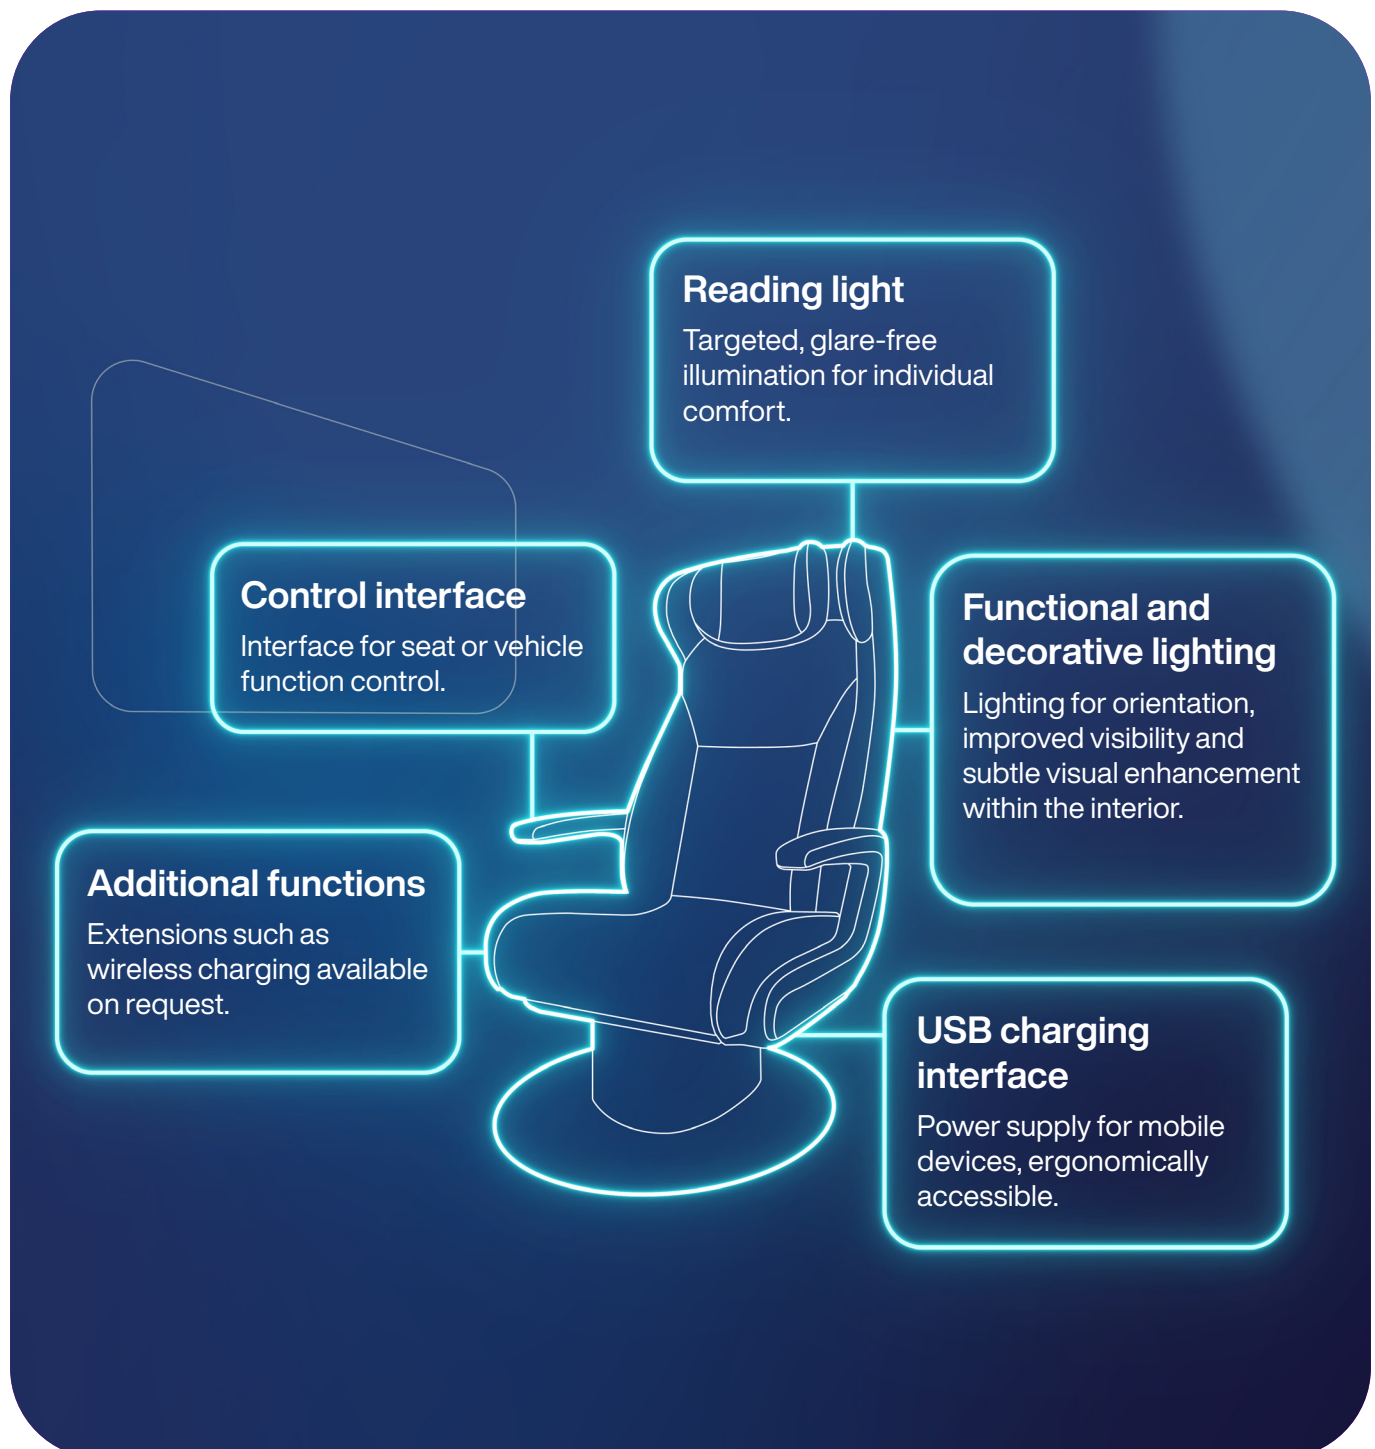 Reading light
Targeted, glare-free
illumination for individual
comfort.
Control interface
Interface for seat or vehicle
function control.
Functional and
decorative lighting
Lighting for orientation,
improved visibility and
subtle visual enhancement
within the interior.
Additional functions
Extensions such as
wireless charging available
on request.
USB charging
interface
Power supply for mobile
devices, ergonomically
accessible.